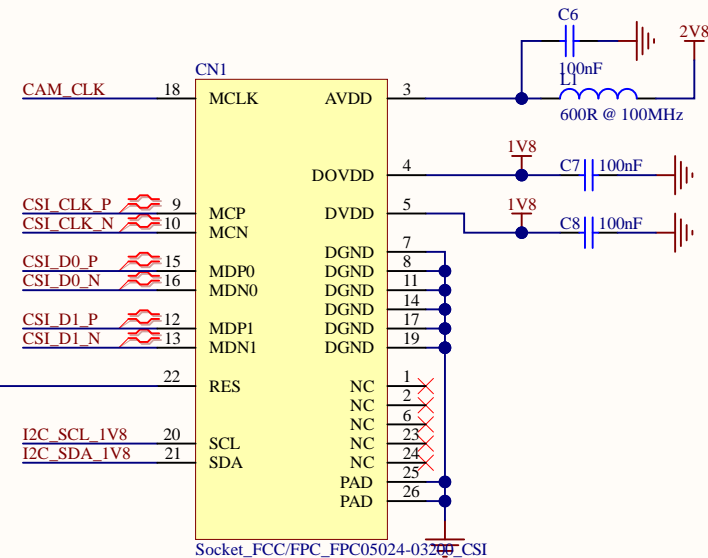 C6
2V8
100nF
L1
600R @ 100MHz
CN1
CAM_CLK 18 MCLK AVDD 3
1V8
DOVDD 4 C7 100nF
CSI_CLK_P 9 MCP DVDD 5 1V8
CSI_CLK_N 10 MCN C8 100nF
DGND 7
CSI_D0_P 15 MDP0 DGND 8
CSI_D0_N 16 MDN0 DGND 11
DGND 14
CSI_D1_P 12 MDP1 DGND 17
CSI_D1_N 13 MDN1 DGND 19
22 RES NC 1
NC 2
NC 6
I2C_SCL_1V8 20 SCL NC 23
I2C_SDA_1V8 21 SDA NC 24
PAD 25
PAD 26
Socket_FCC/FPC_FPC05024-03200_CSI